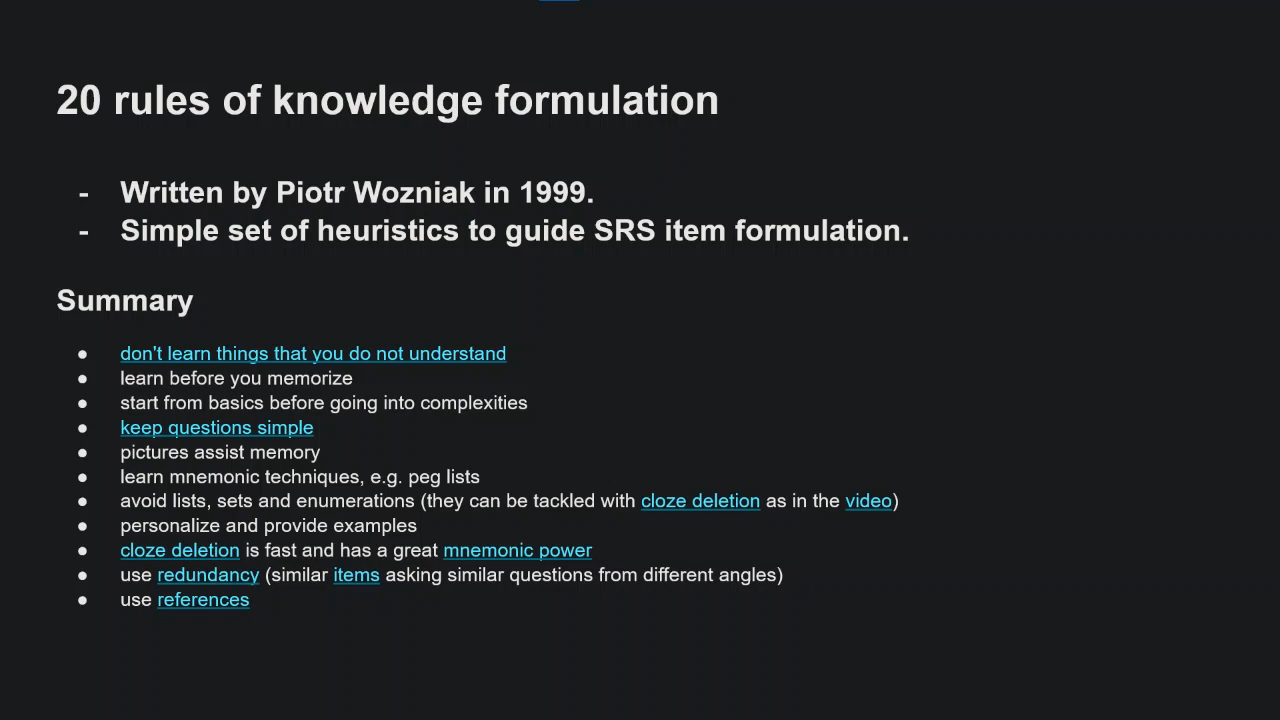 20 rules of knowledge formulation
- Written by Piotr Wozniak in 1999.
- Simple set of heuristics to guide SRS item formulation.
Summary
● don't learn things that you do not understand
● learn before you memorize
● start from basics before going into complexities
● keep questions simple
● pictures assist memory
● learn mnemonic techniques, e.g. peg lists
● avoid lists, sets and enumerations (they can be tackled with cloze deletion as in the video)
● personalize and provide examples
● cloze deletion is fast and has a great mnemonic power
● use redundancy (similar items asking similar questions from different angles)
● use references